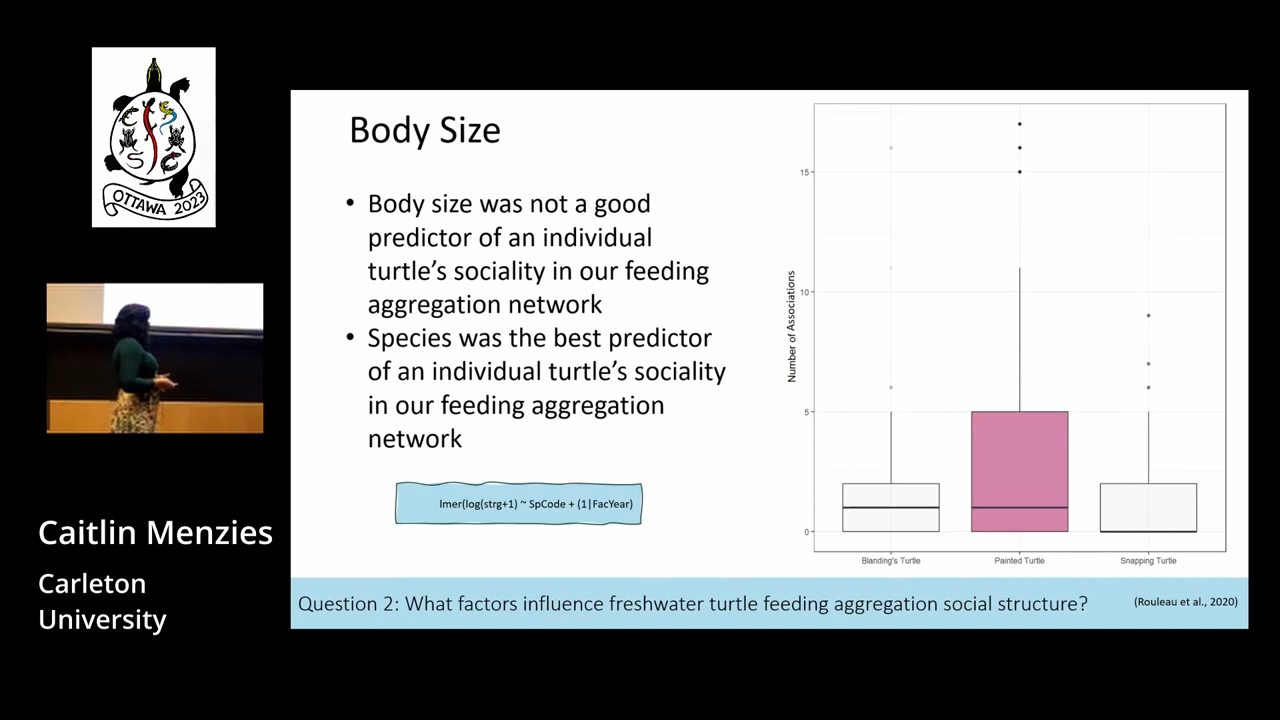 C
S
C
OTTAWA 2023
Caitlin Menzies
Carleton
University
Body Size
• Body size was not a good
predictor of an individual
turtle’s sociality in our feeding
aggregation network
• Species was the best predictor
of an individual turtle’s sociality
in our feeding aggregation
network
lmer(log(strg+1) ~ SpCode + (1|FacYear)
Number of Associations
15
10
5
0
Blanding's Turtle
Painted Turtle
Snapping Turtle
Question 2: What factors influence freshwater turtle feeding aggregation social structure?
(Rouleau et al., 2020)